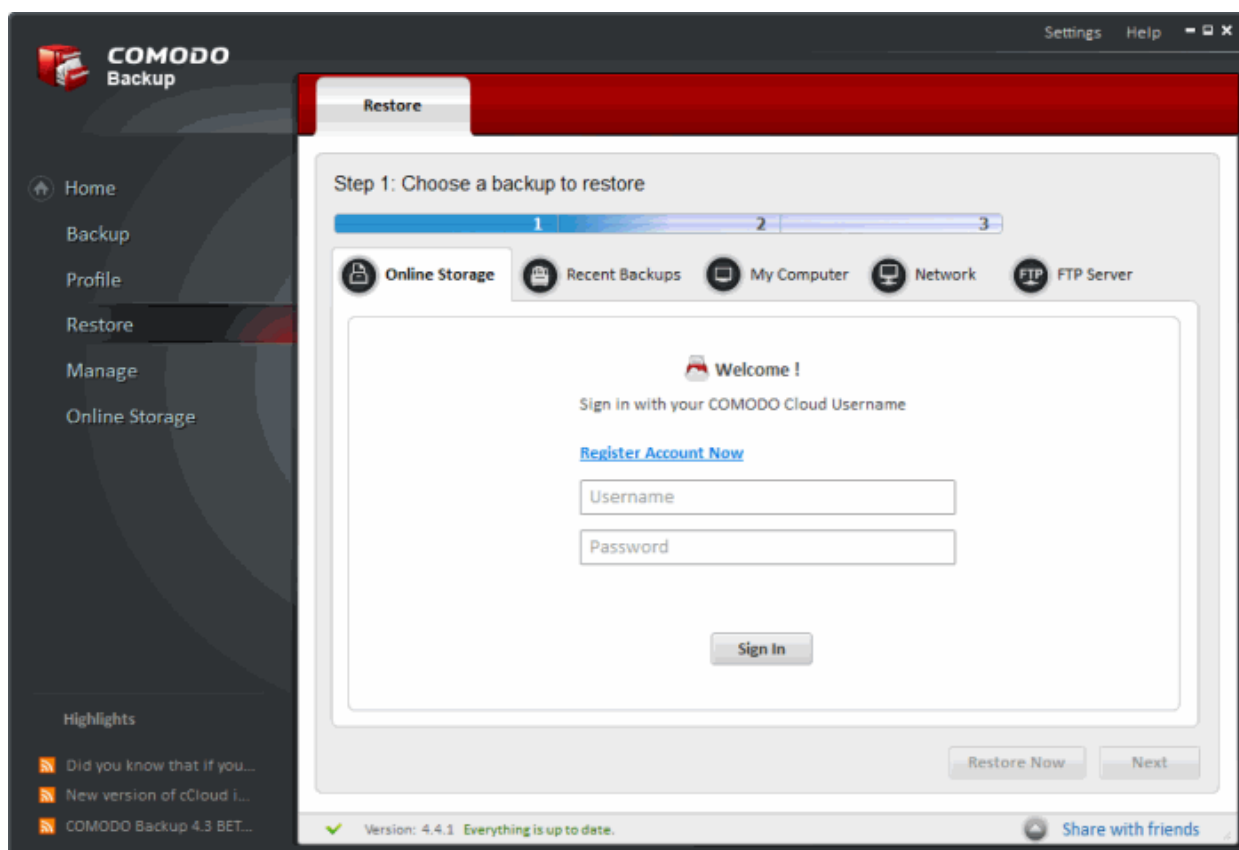 COMODO
Backup
Settings Help
Restore
Home
Backup
Profile
Restore
Manage
Online Storage
Step 1: Choose a backup to restore
1 2 3
Online Storage Recent Backups My Computer Network FTP FTP Server
Welcome !
Sign in with your COMODO Cloud Username
Register Account Now
Username
Password
Sign In
Restore Now Next
Highlights
Did you know that if you...
New version of cCloud i...
COMODO Backup 4.3 BET...
Version: 4.4.1 Everything is up to date.
Share with friends